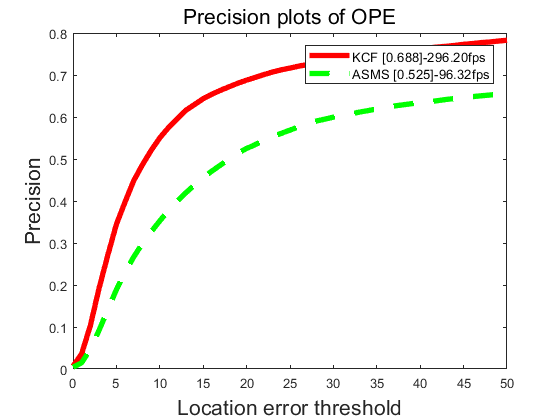 Precision plots of OPE
KCF [0.688]-296.20fps
ASMS [0.525]-96.32fps
Precision
0.8
0.7
0.6
0.5
0.4
0.3
0.2
0.1
0
0 5 10 15 20 25 30 35 40 45 50
Location error threshold